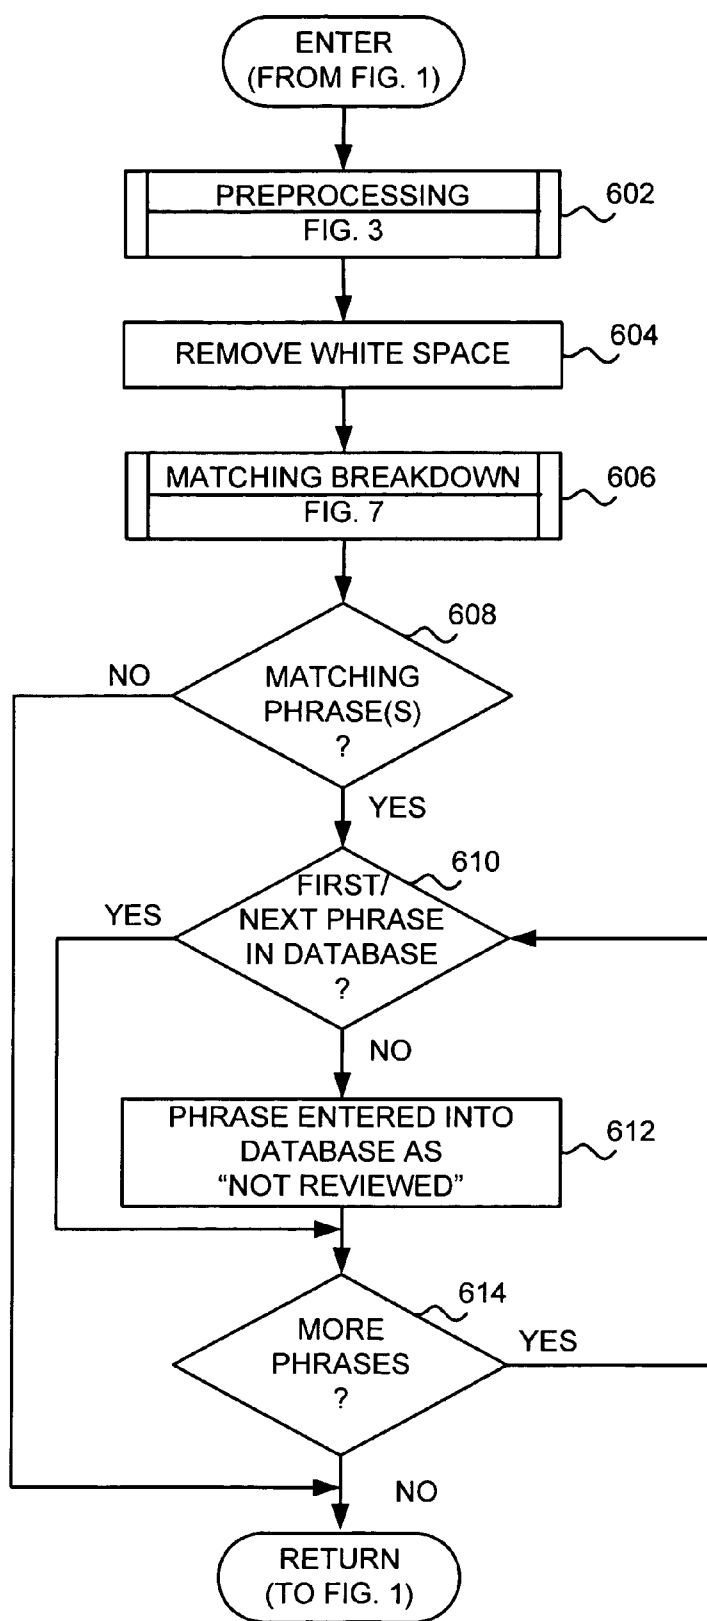 ENTER
(FROM FIG. 1)
PREPROCESSING
FIG. 3
602
REMOVE WHITE SPACE
604
MATCHING BREAKDOWN
FIG. 7
606
608
NO
MATCHING
PHRASE(S)
?
YES
610
YES
FIRST/
NEXT PHRASE
IN DATABASE
?
NO
PHRASE ENTERED INTO
DATABASE AS
“NOT REVIEWED”
612
614
MORE
PHRASES
?
YES
NO
RETURN
(TO FIG. 1)